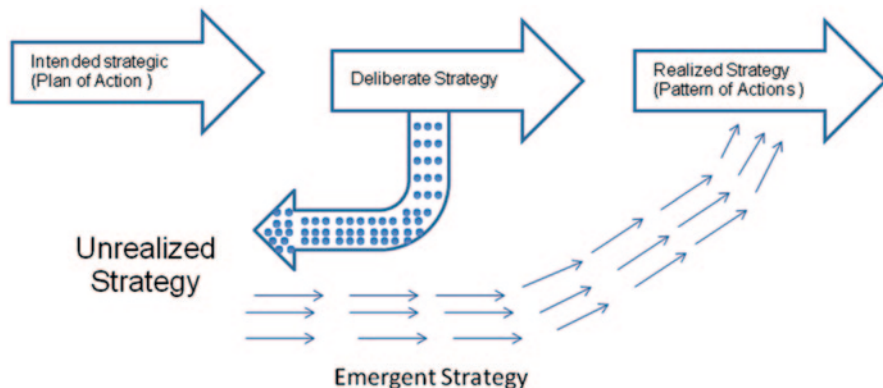 Intended strategic
(Plan of Action )
Deliberate Strategy
Realized Strategy
(Pattern of Actions )
Unrealized
Strategy
Emergent Strategy